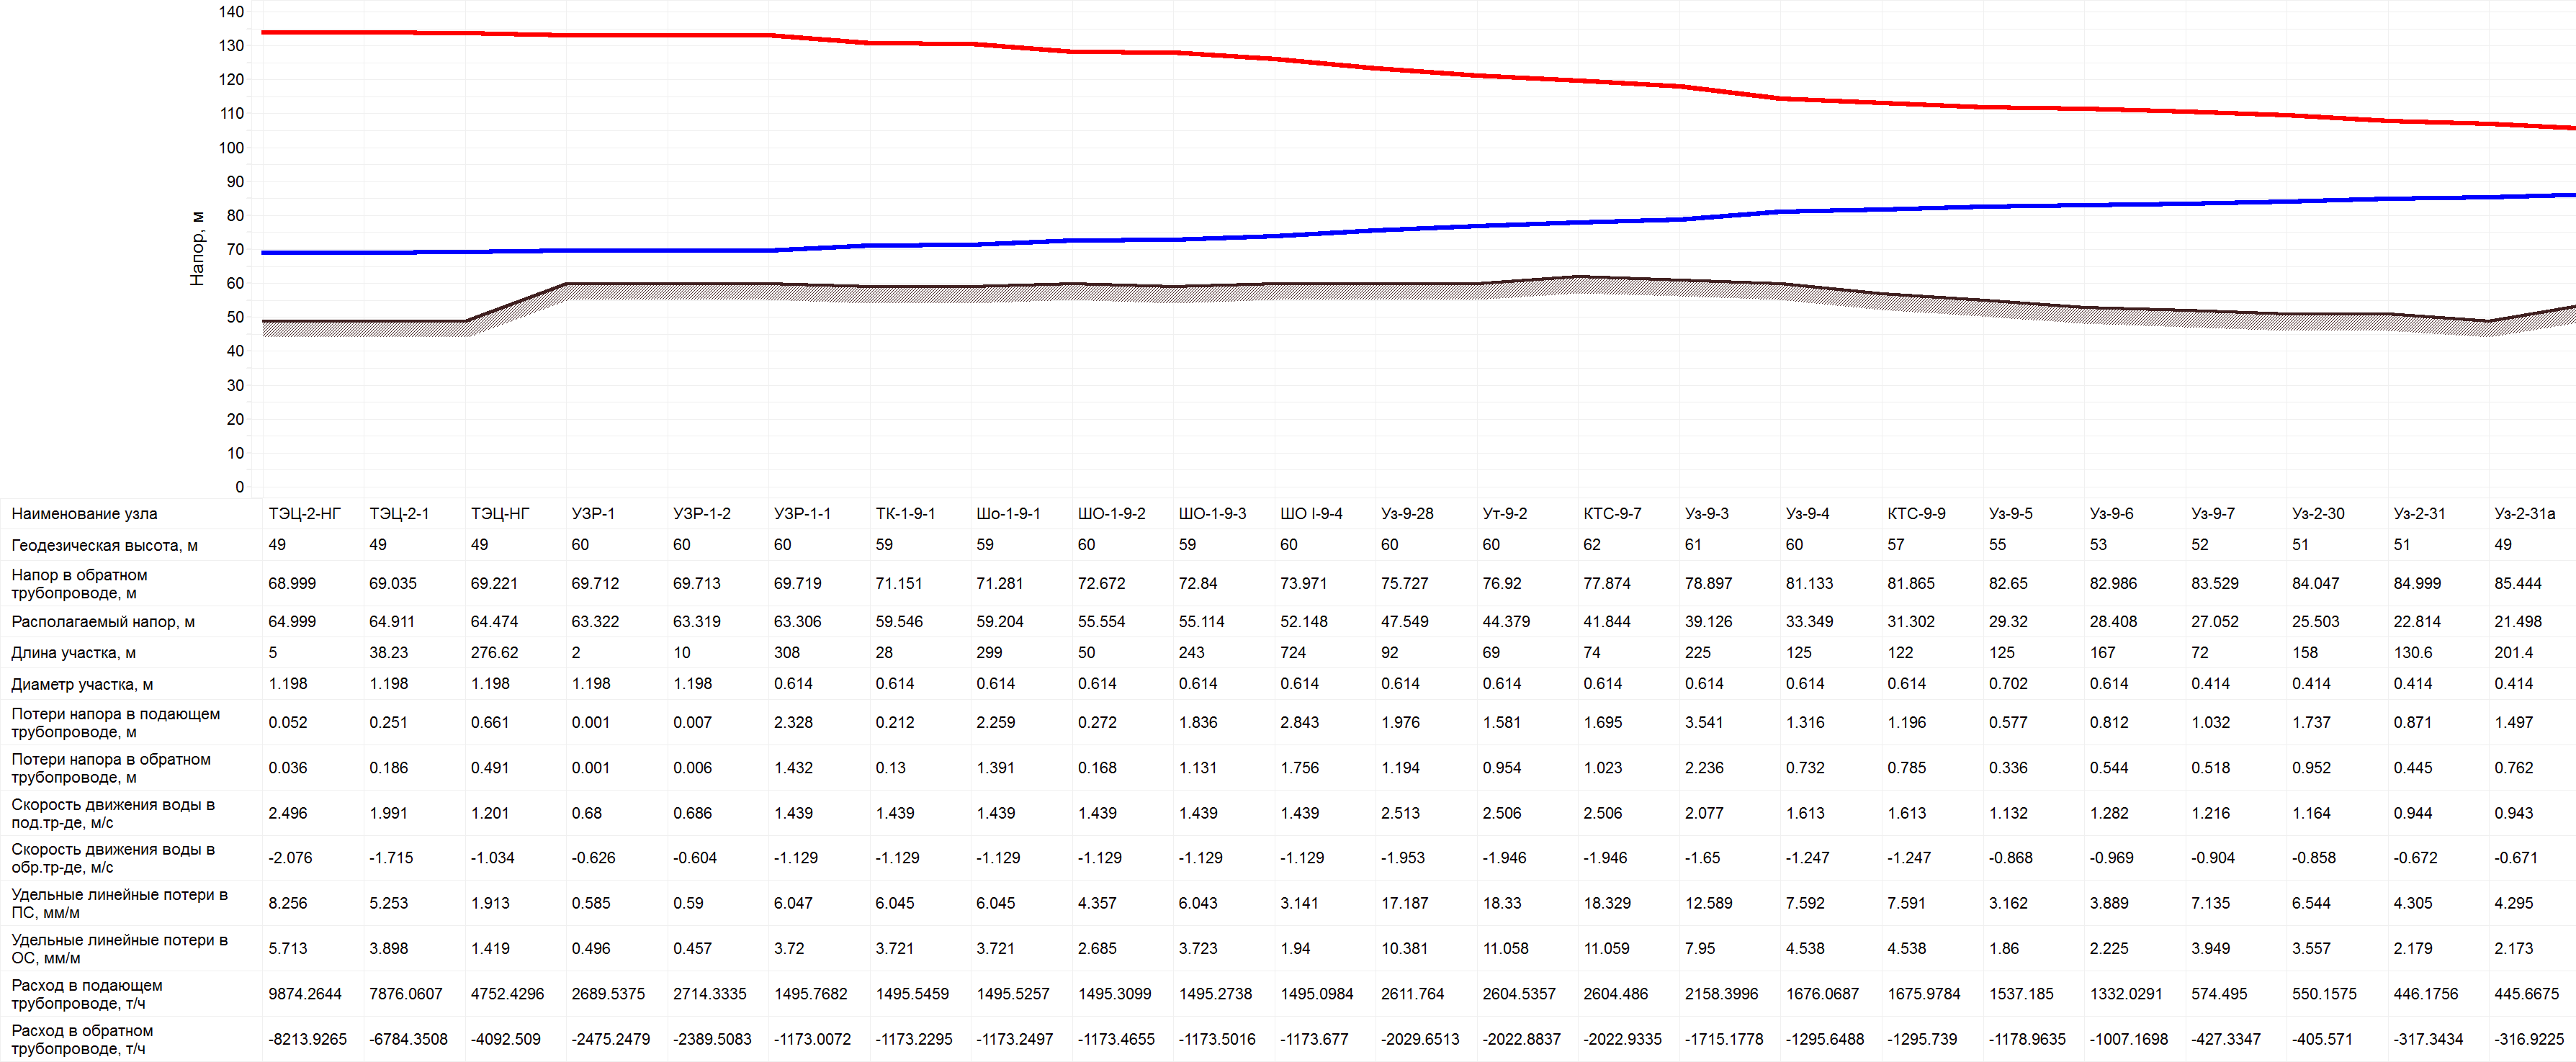 140
130
120
110
100
90
80
70
60
50
40
30
20
10
0
Напор, м
Наименование узла ТЭЦ-2-НГ ТЭЦ-2-1 ТЭЦ-НГ УЗР-1 УЗР-1-2 УЗР-1-1 ТК-1-9-1 Шо-1-9-1 ШО-1-9-2 ШО-1-9-3 ШО I-9-4 Уз-9-28 Ут-9-2 КТС-9-7 Уз-9-3 Уз-9-4 КТС-9-9 Уз-9-5 Уз-9-6 Уз-9-7 Уз-2-30 Уз-2-31 Уз-2-31а
Геодезическая высота, м 49 49 49 60 60 60 59 59 60 59 60 60 60 62 61 60 57 55 53 52 51 51 49
Напор в обратном
трубопроводе, м 68.999 69.035 69.221 69.712 69.713 69.719 71.151 71.281 72.672 72.84 73.971 75.727 76.92 77.874 78.897 81.133 81.865 82.65 82.986 83.529 84.047 84.999 85.444
Располагаемый напор, м 64.999 64.911 64.474 63.322 63.319 63.306 59.546 59.204 55.554 55.114 52.148 47.549 44.379 41.844 39.126 33.349 31.302 29.32 28.408 27.052 25.503 22.814 21.498
Длина участка, м 5 38.23 276.62 2 10 308 28 299 50 243 724 92 69 74 225 125 122 125 167 72 158 130.6 201.4
Диаметр участка, м 1.198 1.198 1.198 1.198 1.198 0.614 0.614 0.614 0.614 0.614 0.614 0.614 0.614 0.614 0.614 0.614 0.614 0.702 0.614 0.414 0.414 0.414 0.414
Потери напора в подающем
трубопроводе, м 0.052 0.251 0.661 0.001 0.007 2.328 0.212 2.259 0.272 1.836 2.843 1.976 1.581 1.695 3.541 1.316 1.196 0.577 0.812 1.032 1.737 0.871 1.497
Потери напора в обратном
трубопроводе, м 0.036 0.186 0.491 0.001 0.006 1.432 0.13 1.391 0.168 1.131 1.756 1.194 0.954 1.023 2.236 0.732 0.785 0.336 0.544 0.518 0.952 0.445 0.762
Скорость движения воды в
под.тр-де, м/с 2.496 1.991 1.201 0.68 0.686 1.439 1.439 1.439 1.439 1.439 1.439 2.513 2.506 2.506 2.077 1.613 1.613 1.132 1.282 1.216 1.164 0.944 0.943
Скорость движения воды в
обр.тр-де, м/с -2.076 -1.715 -1.034 -0.626 -0.604 -1.129 -1.129 -1.129 -1.129 -1.129 -1.129 -1.953 -1.946 -1.946 -1.65 -1.247 -1.247 -0.868 -0.969 -0.904 -0.858 -0.672 -0.671
Удельные линейные потери в
ПС, мм/м 8.256 5.253 1.913 0.585 0.59 6.047 6.045 6.045 4.357 6.043 3.141 17.187 18.33 18.329 12.589 7.592 7.591 3.162 3.889 7.135 6.544 4.305 4.295
Удельные линейные потери в
ОС, мм/м 5.713 3.898 1.419 0.496 0.457 3.72 3.721 3.721 2.685 3.723 1.94 10.381 11.058 11.059 7.95 4.538 4.538 1.86 2.225 3.949 3.557 2.179 2.173
Расход в подающем
трубопроводе, т/ч 9874.2644 7876.0607 4752.4296 2689.5375 2714.3335 1495.7682 1495.5459 1495.5257 1495.3099 1495.2738 1495.0984 2611.764 2604.5357 2604.486 2158.3996 1676.0687 1675.9784 1537.185 1332.0291 574.495 550.1575 446.1756 445.6675
Расход в обратном
трубопроводе, т/ч -8213.9265 -6784.3508 -4092.509 -2475.2479 -2389.5083 -1173.0072 -1173.2295 -1173.2497 -1173.4655 -1173.5016 -1173.677 -2029.6513 -2022.8837 -2022.9335 -1715.1778 -1295.6488 -1295.739 -1178.9635 -1007.1698 -427.3347 -405.571 -317.3434 -316.9225